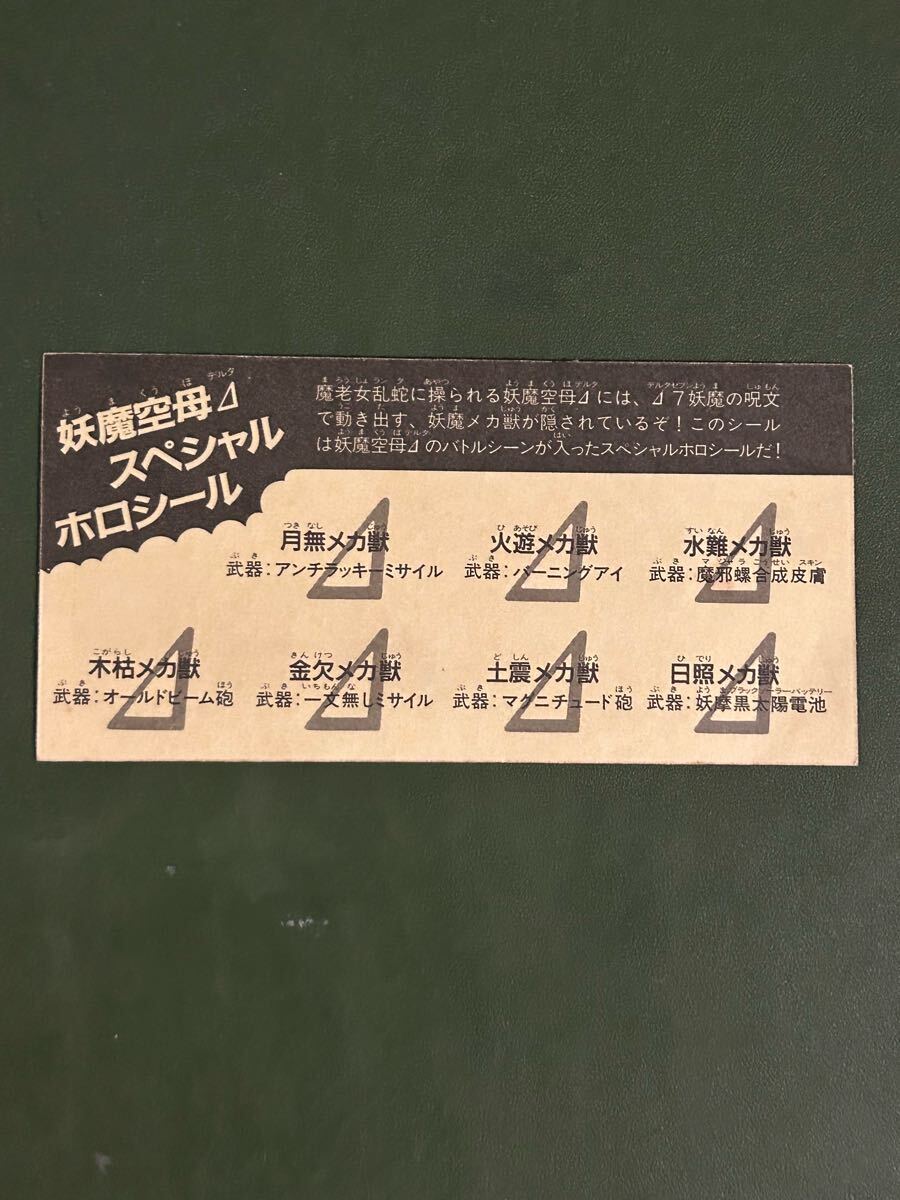 妖魔空母⊿
スペシャル
ホロシール
魔老女乱蛇に操られる妖魔空母⊿には、⊿7妖魔の呪文
で動き出す、妖魔メカ獣が隠されているぞ！このシール
は妖魔空母⊿のバトルシーンが入ったスペシャルホロシールだ！
月無メカ獣
武器：アンチラッキーミサイル
火遊メカ獣
武器：バーニングアイ
水難メカ獣
武器：魔邪螺合成皮膚
木枯メカ獣
武器：オールドビーム砲
金欠メカ獣
武器：一文無しミサイル
土震メカ獣
武器：マグニチュード砲
日照メカ獣
武器：妖摩黒太陽電池